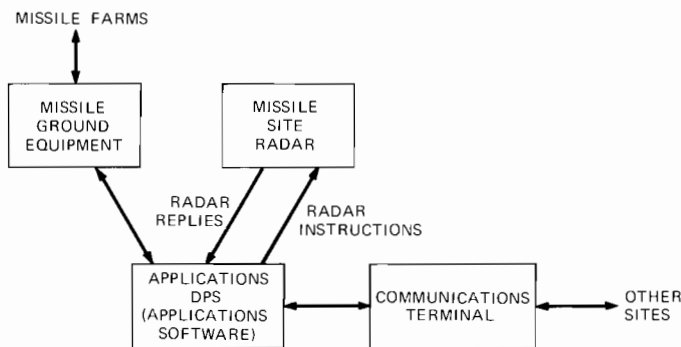 MISSILE FARMS
MISSILE
GROUND
EQUIPMENT
MISSILE
SITE
RADAR
RADAR
REPLIES
RADAR
INSTRUCTIONS
APPLICATIONS
DPS
(APPLICATIONS
SOFTWARE)
COMMUNICATIONS
TERMINAL
OTHER
SITES